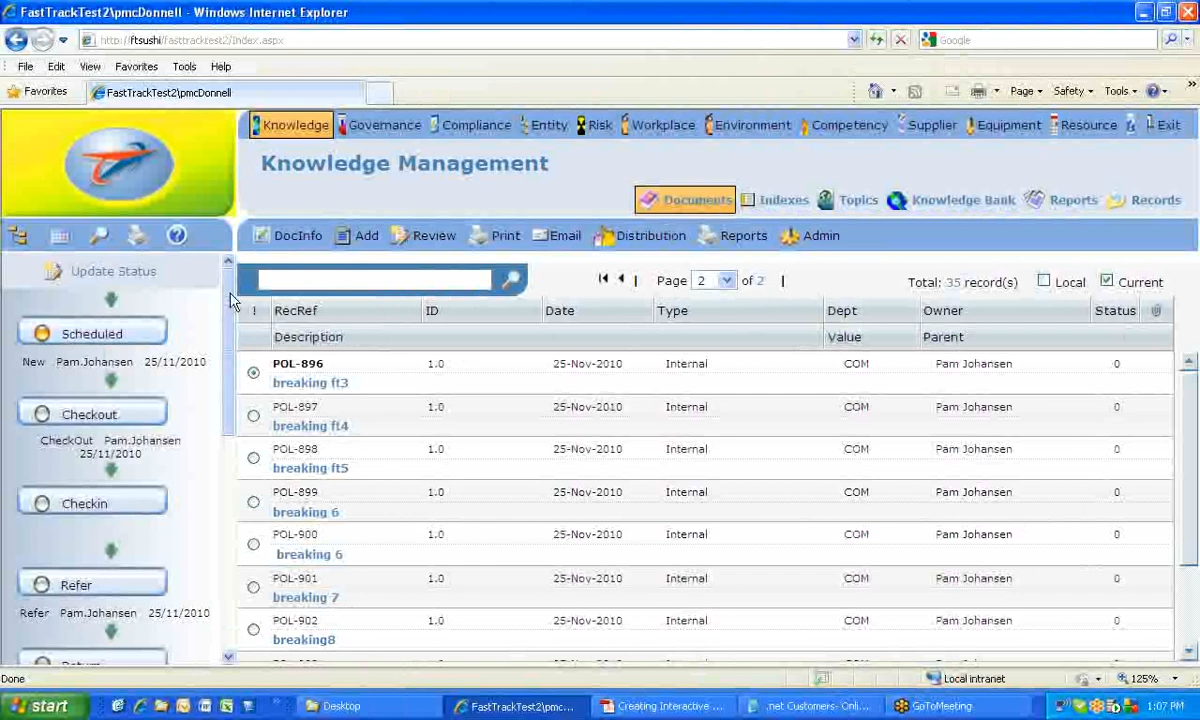 FastTrackTest2\pmcDonnell - Windows Internet Explorer
http://ftsushi/fasttracktest2/Index.aspx
Google
File Edit View Favorites Tools Help
Favorites FastTrackTest2\pmcDonnell
Page Safety Tools
Knowledge Governance Compliance Entity Risk Workplace Environment Competency Supplier Equipment Resource Exit
Knowledge Management
Documents Indexes Topics Knowledge Bank Reports Records
DocInfo Add Review Print Email Distribution Reports Admin
Update Status
Scheduled
New Pam.Johansen 25/11/2010
Checkout
CheckOut Pam.Johansen
25/11/2010
Checkin
Refer
Refer Pam.Johansen 25/11/2010
Return
Page 2 of 2 Total: 35 record(s) Local Current
! RecRef ID Date Type Dept Owner Status
Description Value Parent
POL-896 1.0 25-Nov-2010 Internal COM Pam Johansen 0
breaking ft3
POL-897 1.0 25-Nov-2010 Internal COM Pam Johansen 0
breaking ft4
POL-898 1.0 25-Nov-2010 Internal COM Pam Johansen 0
breaking ft5
POL-899 1.0 25-Nov-2010 Internal COM Pam Johansen 0
breaking 6
POL-900 1.0 25-Nov-2010 Internal COM Pam Johansen 0
breaking 6
POL-901 1.0 25-Nov-2010 Internal COM Pam Johansen 0
breaking 7
POL-902 1.0 25-Nov-2010 Internal COM Pam Johansen 0
breaking8
Done Local intranet 125%
start Desktop FastTrackTest2\pmc... Creating Interactive ... .net Customers- Onli... GoToMeeting 1:07 PM